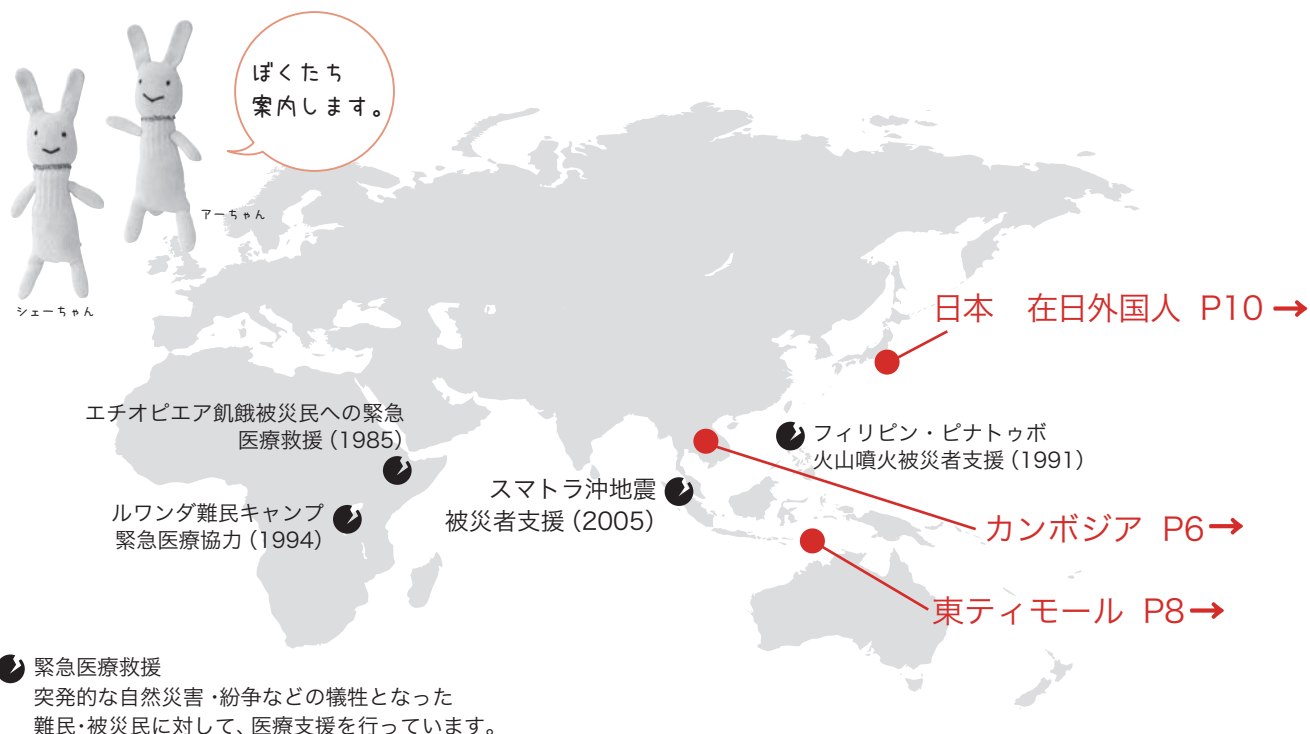 ぼくたち
案内します。
アーちゃん
シェーちゃん
日本　在日外国人 P10
エチオピエア飢餓被災民への緊急
医療救援(1985)
フィリピン・ピナトゥボ
火山噴火被災者支援(1991)
スマトラ沖地震
被災者支援(2005)
ルワンダ難民キャンプ
緊急医療協力(1994)
カンボジア P6
東ティモール P8
緊急医療救援
突発的な自然災害・紛争などの犠牲となった
難民・被災民に対して、医療支援を行っています。